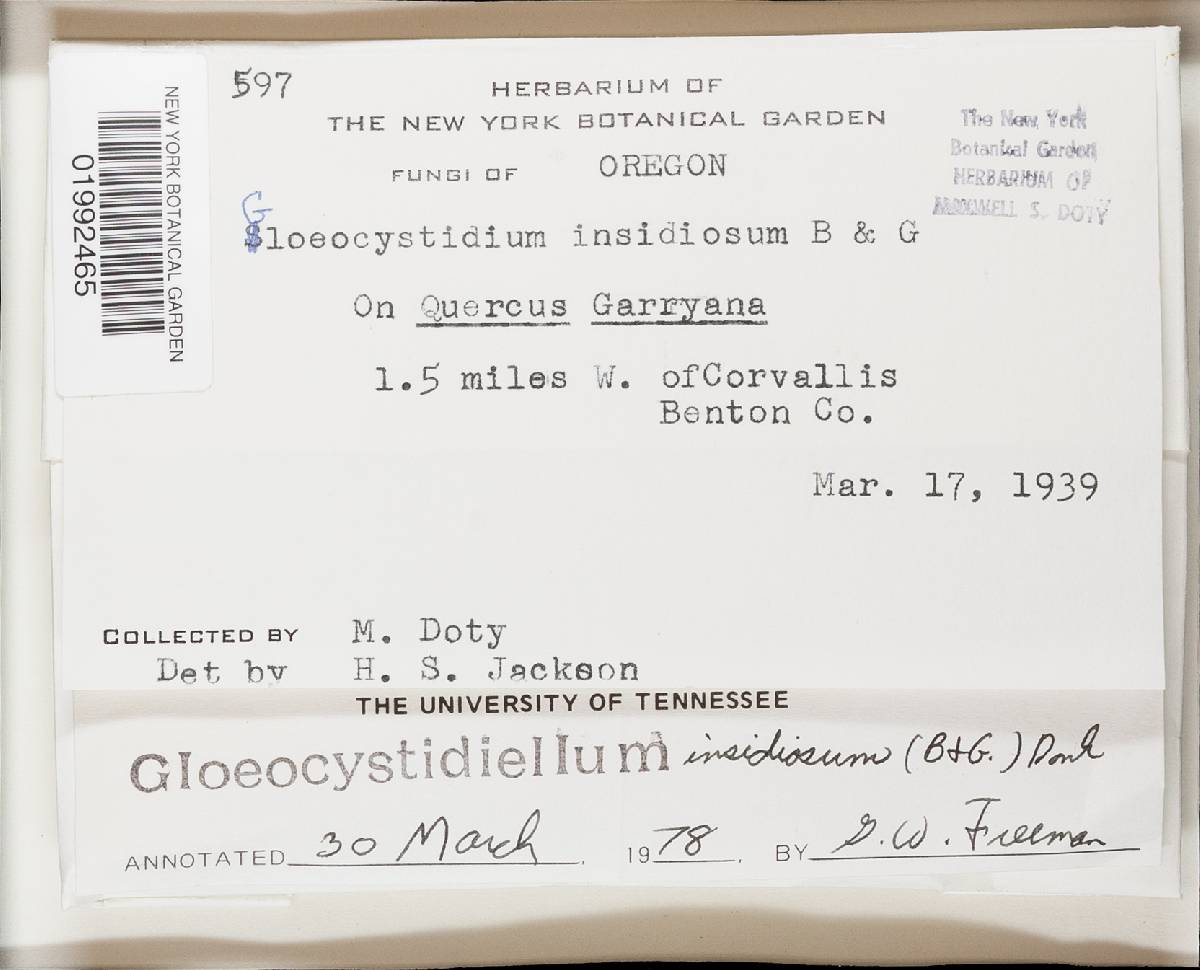 NEW YORK BOTANICAL GARDEN
01992465
597
HERBARIUM OF
THE NEW YORK BOTANICAL GARDEN
FUNGI OF OREGON
The New York
Botanical Garden
HERBARIUM OF
MAXWELL S. DOTY
Gloeocystidium insidiosum B & G
On Quercus Garryana
1.5 miles W. ofCorvallis
Benton Co.
Mar. 17, 1939
COLLECTED BY M. Doty
Det by H. S. Jackson
THE UNIVERSITY OF TENNESSEE
Gloeocystidiellum insidiosum (B&G.) Donk
ANNOTATED 30 March, 1978. BY G. W. Freeman